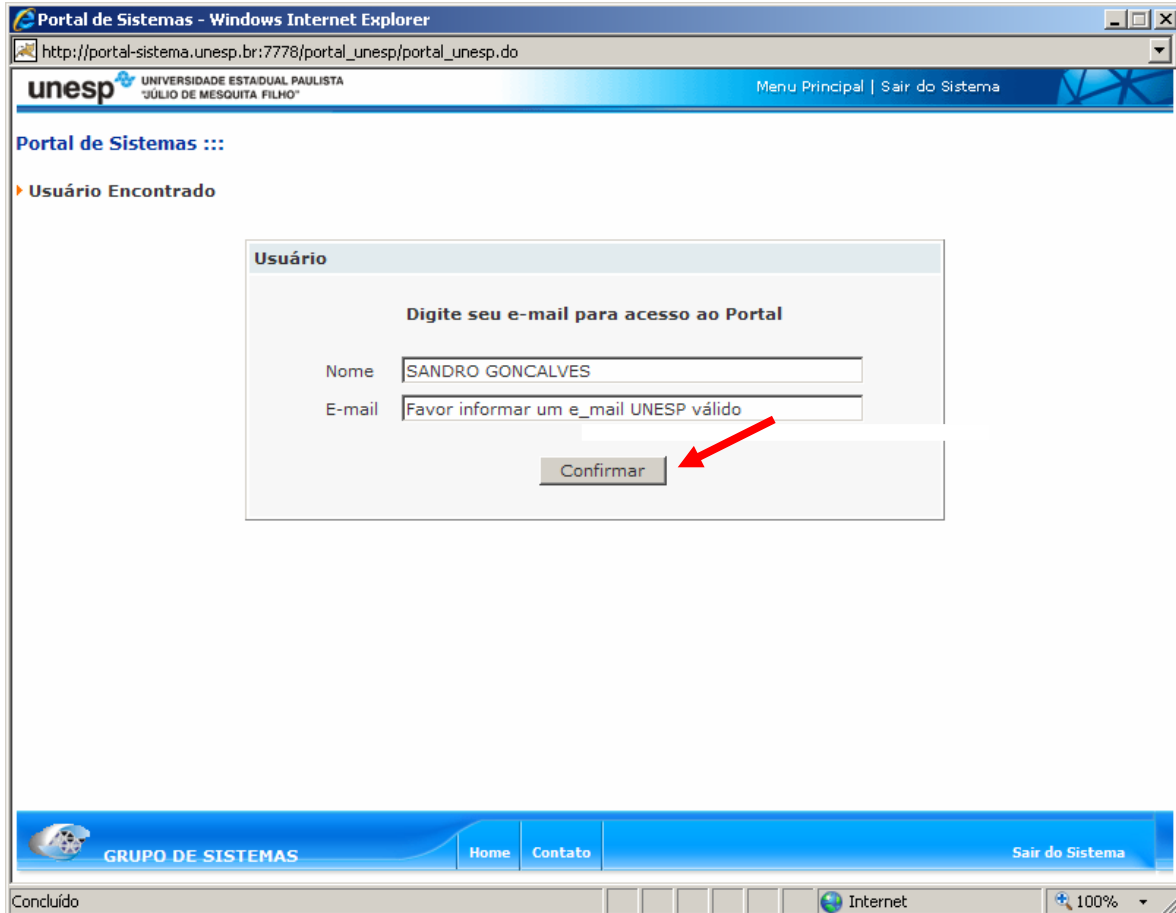 Portal de Sistemas - Windows Internet Explorer
http://portal-sistema.unesp.br:7778/portal_unesp/portal_unesp.do
unesp UNIVERSIDADE ESTADUAL PAULISTA
"JÚLIO DE MESQUITA FILHO"
Menu Principal | Sair do Sistema
Portal de Sistemas :::
Usuário Encontrado
Usuário
Digite seu e-mail para acesso ao Portal
Nome SANDRO GONCALVES
E-mail Favor informar um e_mail UNESP válido
Confirmar
GRUPO DE SISTEMAS Home Contato Sair do Sistema
Concluído Internet 100%